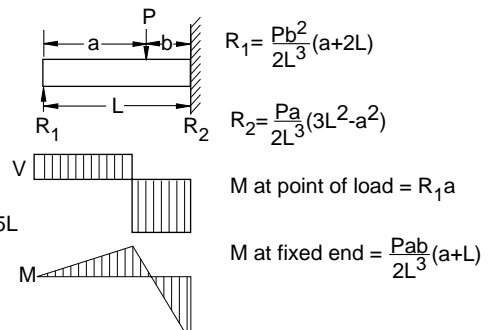 P
a b
L
R₁ R₂
V
5L
M
R₁= Pb²/2L³ (a+2L)
R₂= Pa/2L³ (3L²-a²)
M at point of load = R₁a
M at fixed end = Pab/2L³ (a+L)